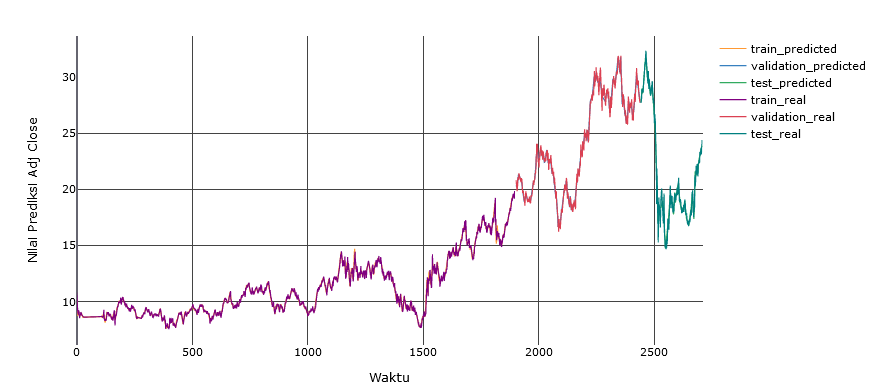 Nilai Prediksi Adj Close
30
25
20
15
10
0
500
1000
1500
2000
2500
Waktu
train_predicted
validation_predicted
test_predicted
train_real
validation_real
test_real